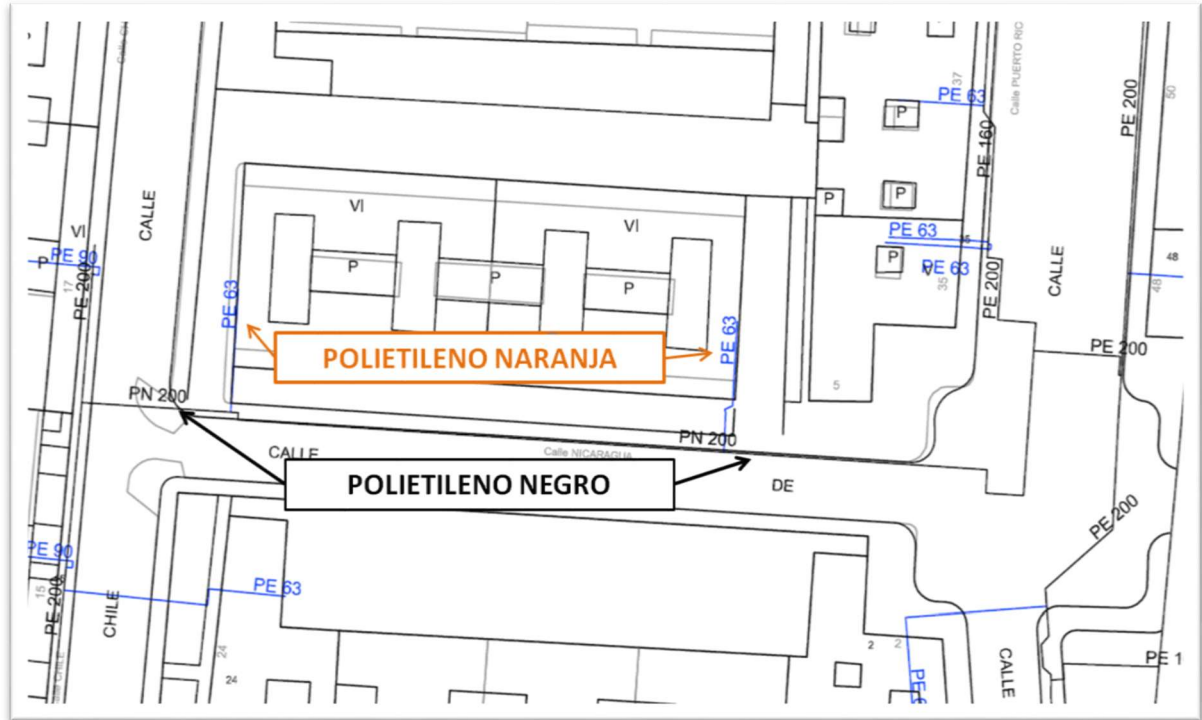 37
Calle PUERTO RIC
PE 63
P
50
PE 200
PE 160
P
CALLE
VI
VI
P
VI
PE 90
P
P
P
P
PE 63
35
PE 63
P
35
CALLE
48
48
17
PE 200
PE 63
PE 63
PE 200
POLIETILENO NARANJA
PE 200
5
PN 200
PN 200
CALLE
Calle NICARAGUA
POLIETILENO NEGRO
DE
PE 200
PE 90
15
PE 200
PE 63
CHILE
24
24
2
2
CALLE
PE 1